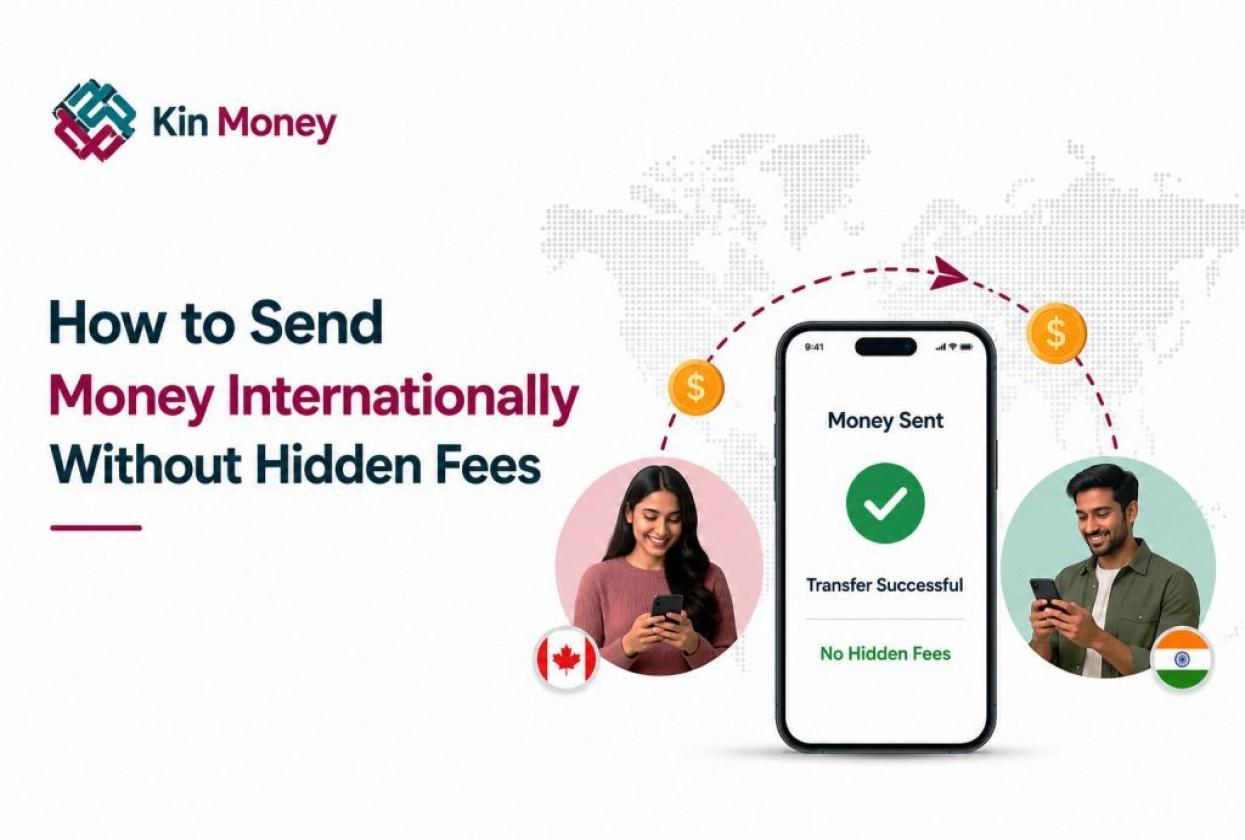 Kin Money
How to Send
Money Internationally
Without Hidden Fees
$
$
9:41
Money Sent
Transfer Successful
No Hidden Fees